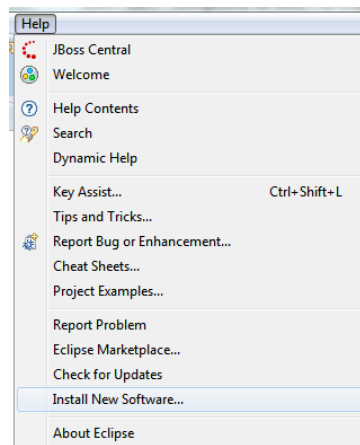 Help
JBoss Central
Welcome
Help Contents
Search
Dynamic Help
Key Assist... Ctrl+Shift+L
Tips and Tricks...
Report Bug or Enhancement...
Cheat Sheets...
Project Examples...
Report Problem
Eclipse Marketplace...
Check for Updates
Install New Software...
About Eclipse